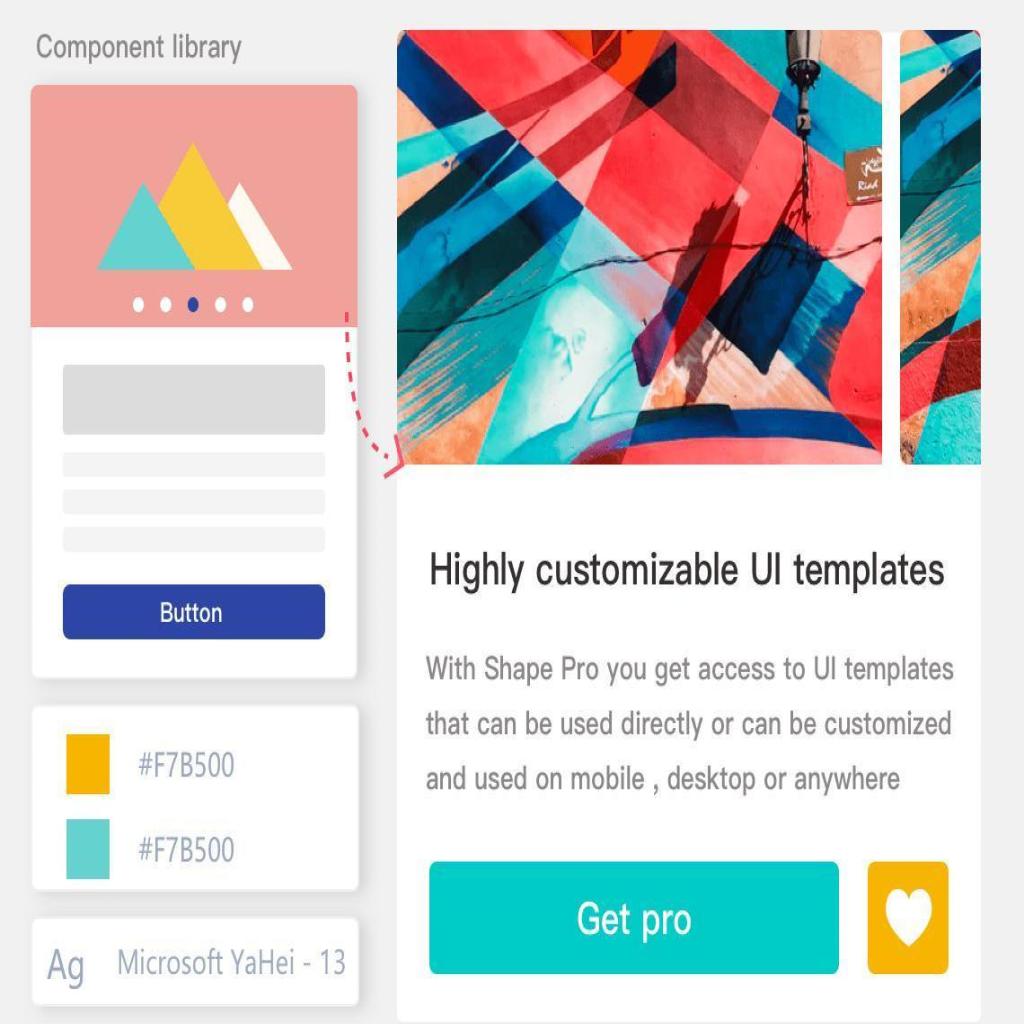 Component library
Button
#F7B500
#F7B500
Ag Microsoft YaHei - 13
Riad
Highly customizable UI templates
With Shape Pro you get access to UI templates
that can be used directly or can be customized
and used on mobile , desktop or anywhere
Get pro